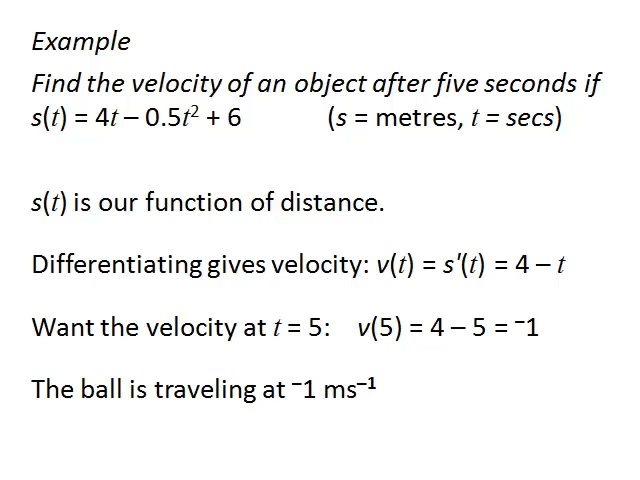 Example
Find the velocity of an object after five seconds if
s(t) = 4t – 0.5t² + 6 (s = metres, t = secs)
s(t) is our function of distance.
Differentiating gives velocity: v(t) = s'(t) = 4 – t
Want the velocity at t = 5: v(5) = 4 – 5 = ⁻1
The ball is traveling at ⁻1 ms⁻¹